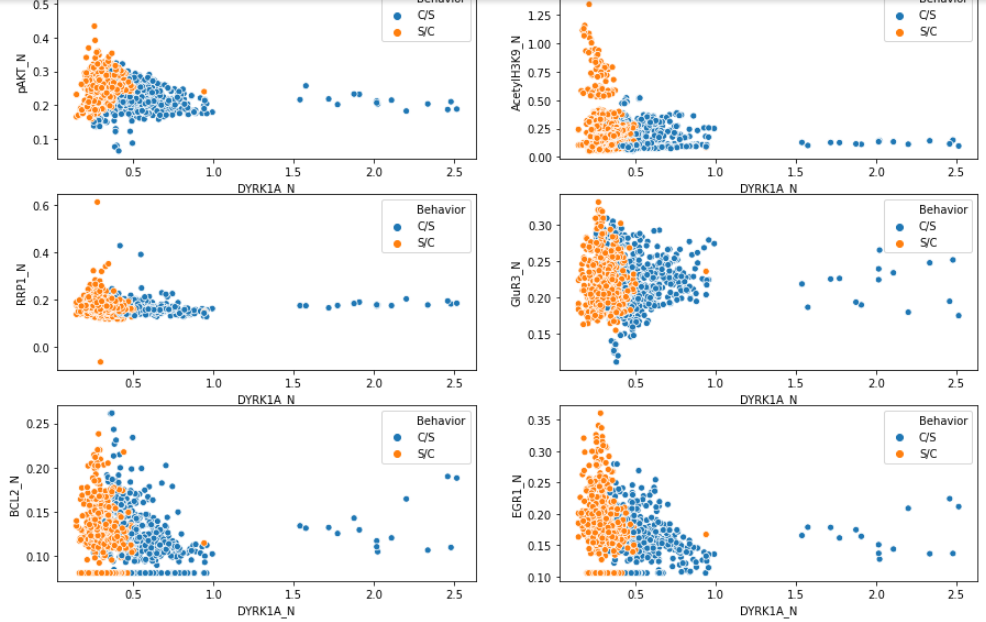 Behavior
C/S
S/C
0.5
0.4
0.3
0.2
0.1
pAKT_N
0.5
1.0
1.5
2.0
2.5
DYRK1A_N
Behavior
C/S
S/C
1.25
1.00
0.75
0.50
0.25
0.00
AcetylH3K9_N
0.5
1.0
1.5
2.0
2.5
DYRK1A_N
Behavior
C/S
S/C
0.6
0.4
0.2
0.0
RRP1_N
0.5
1.0
1.5
2.0
2.5
DYRK1A_N
Behavior
C/S
S/C
0.30
0.25
0.20
0.15
GluR3_N
0.5
1.0
1.5
2.0
2.5
DYRK1A_N
Behavior
C/S
S/C
0.25
0.20
0.15
0.10
BCL2_N
0.5
1.0
1.5
2.0
2.5
DYRK1A_N
Behavior
C/S
S/C
0.35
0.30
0.25
0.20
0.15
0.10
EGR1_N
0.5
1.0
1.5
2.0
2.5
DYRK1A_N